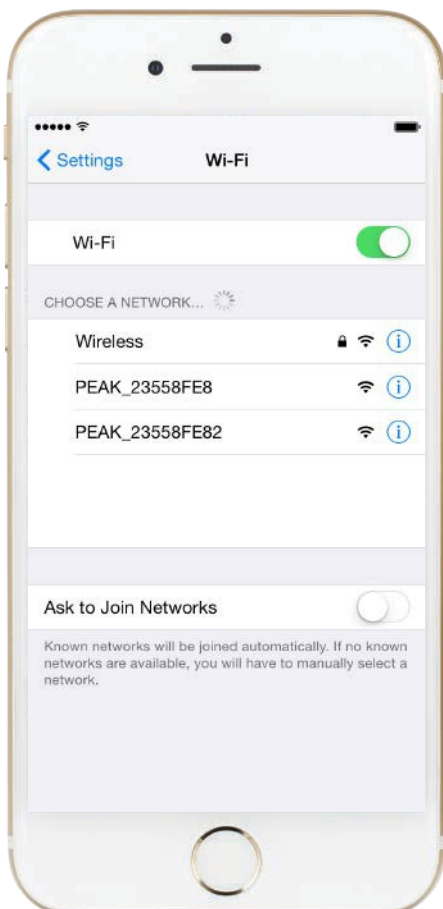 Settings
Wi-Fi
Wi-Fi
CHOOSE A NETWORK...
Wireless
PEAK_23558FE8
PEAK_23558FE82
Ask to Join Networks
Known networks will be joined automatically. If no known
networks are available, you will have to manually select a
network.